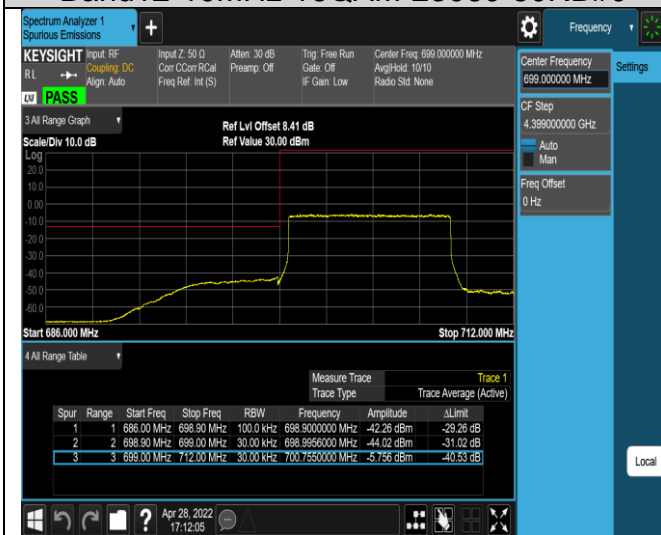 Spectrum Analyzer 1
Spurious Emissions
Frequency
KEYSIGHT
RL
Input: RF
Coupling: DC
Align: Auto
Input Z: 50 Ω
Corr CCorr RCal
Freq Ref: Int (S)
Atten: 30 dB
Preamp: Off
Trig: Free Run
Gate: Off
IF Gain: Low
Center Freq: 699.000000 MHz
Avg|Hold: 10/10
Radio Std: None
PASS
Center Frequency
699.000000 MHz
Settings
CF Step
4.399000000 GHz
Auto
Man
Freq Offset
0 Hz
3 All Range Graph
Scale/Div 10.0 dB
Ref Lvl Offset 8.41 dB
Ref Value 30.00 dBm
Log
20.0
10.0
0.00
-10.0
-20.0
-30.0
-40.0
-50.0
-60.0
Start 686.000 MHz
Stop 712.000 MHz
4 All Range Table
Measure Trace Trace 1
Trace Type Trace Average (Active)
Spur Range Start Freq Stop Freq RBW Frequency Amplitude ΔLimit
1 1 686.00 MHz 698.90 MHz 100.0 kHz 698.9000000 MHz -42.26 dBm -29.26 dB
2 2 698.90 MHz 699.00 MHz 30.00 kHz 698.9956000 MHz -44.02 dBm -31.02 dB
3 3 699.00 MHz 712.00 MHz 30.00 kHz 700.7550000 MHz -5.756 dBm -40.53 dB
Local
Apr 28, 2022
17:12:05